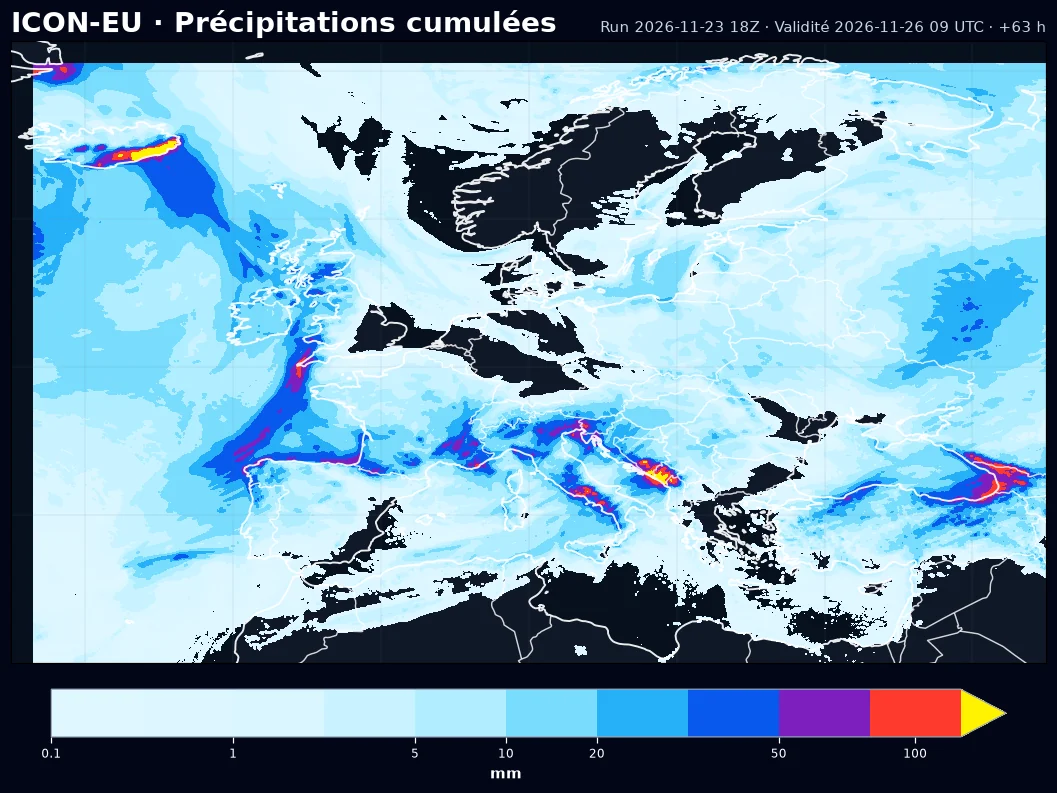 ICON-EU · Précipitations cumulées
Run 2026-11-23 18Z · Validité 2026-11-26 09 UTC · +63 h
0.1 1 5 10 20 50 100
mm